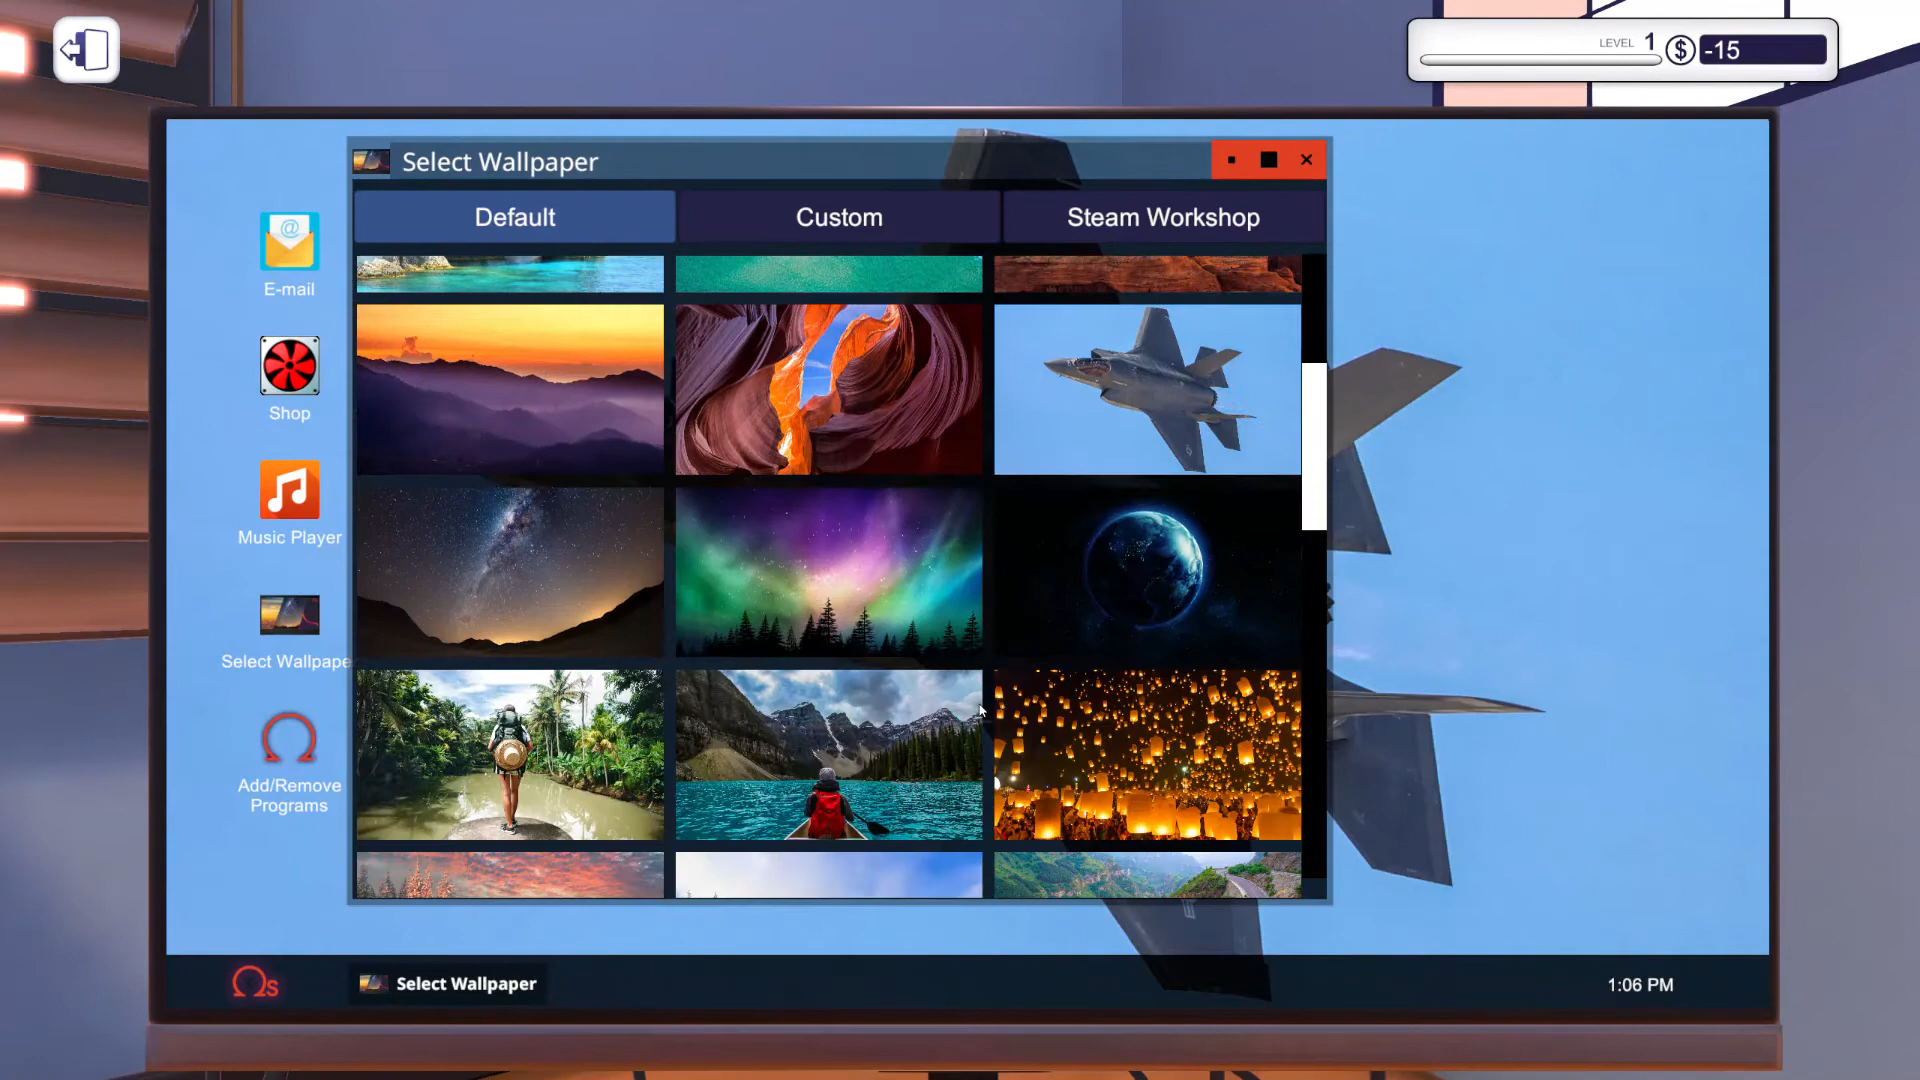 LEVEL 1 $ -15
Select Wallpaper
Default Custom Steam Workshop
@
E-mail
Shop
Music Player
Select Wallpape
Add/Remove
Programs
Ωs Select Wallpaper 1:06 PM